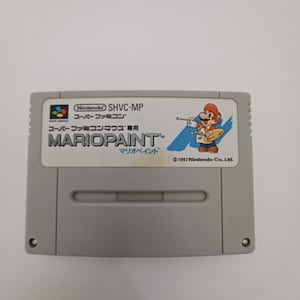 Nintendo SHVC-MP
スーパーファミコン
スーパーファミコンマウス専用
MARIOPAINT™
マリオペイント
©1992 Nintendo Co., Ltd.